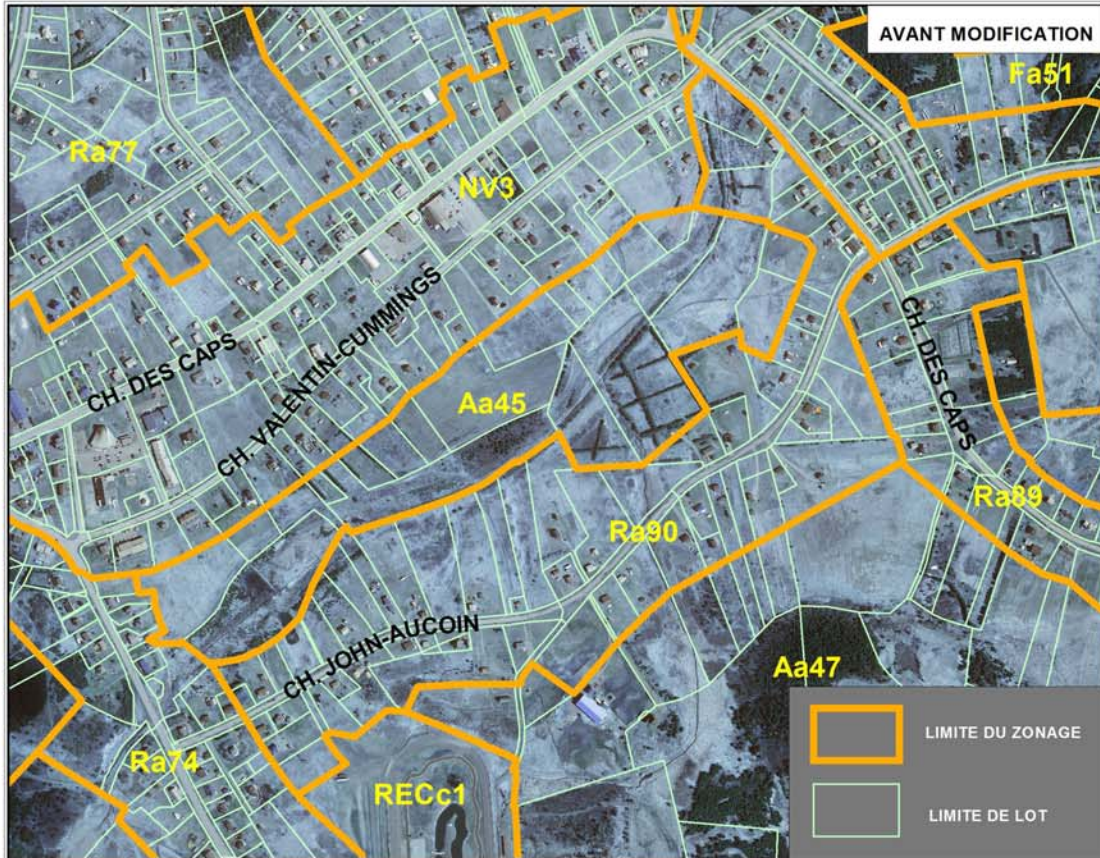 AVANT MODIFICATION
Fa51
Ra77
NV3
CH. DES CAPS
CH. VALENTIN-CUMMINGS
Aa45
CH. DES CAPS
Ra89
Ra90
CH. JOHN-AUCOIN
Aa47
Ra74
RECc1
LIMITE DU ZONAGE
LIMITE DE LOT